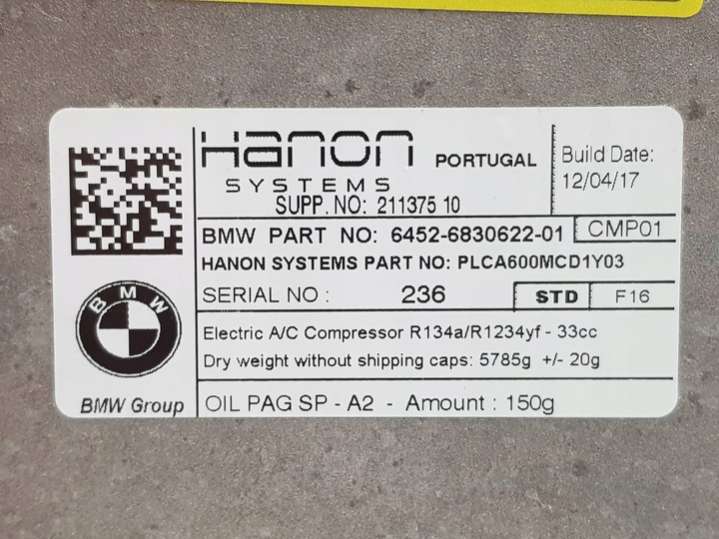 Hanon
SYSTEMS
PORTUGAL
Build Date:
12/04/17
SUPP. NO: 211375 10
BMW PART NO: 6452-6830622-01
CMP01
HANON SYSTEMS PART NO: PLCA600MCD1Y03
SERIAL NO : 236
STD
F16
Electric A/C Compressor R134a/R1234yf - 33cc
Dry weight without shipping caps: 5785g +/- 20g
OIL PAG SP - A2 - Amount : 150g
BMW
BMW Group